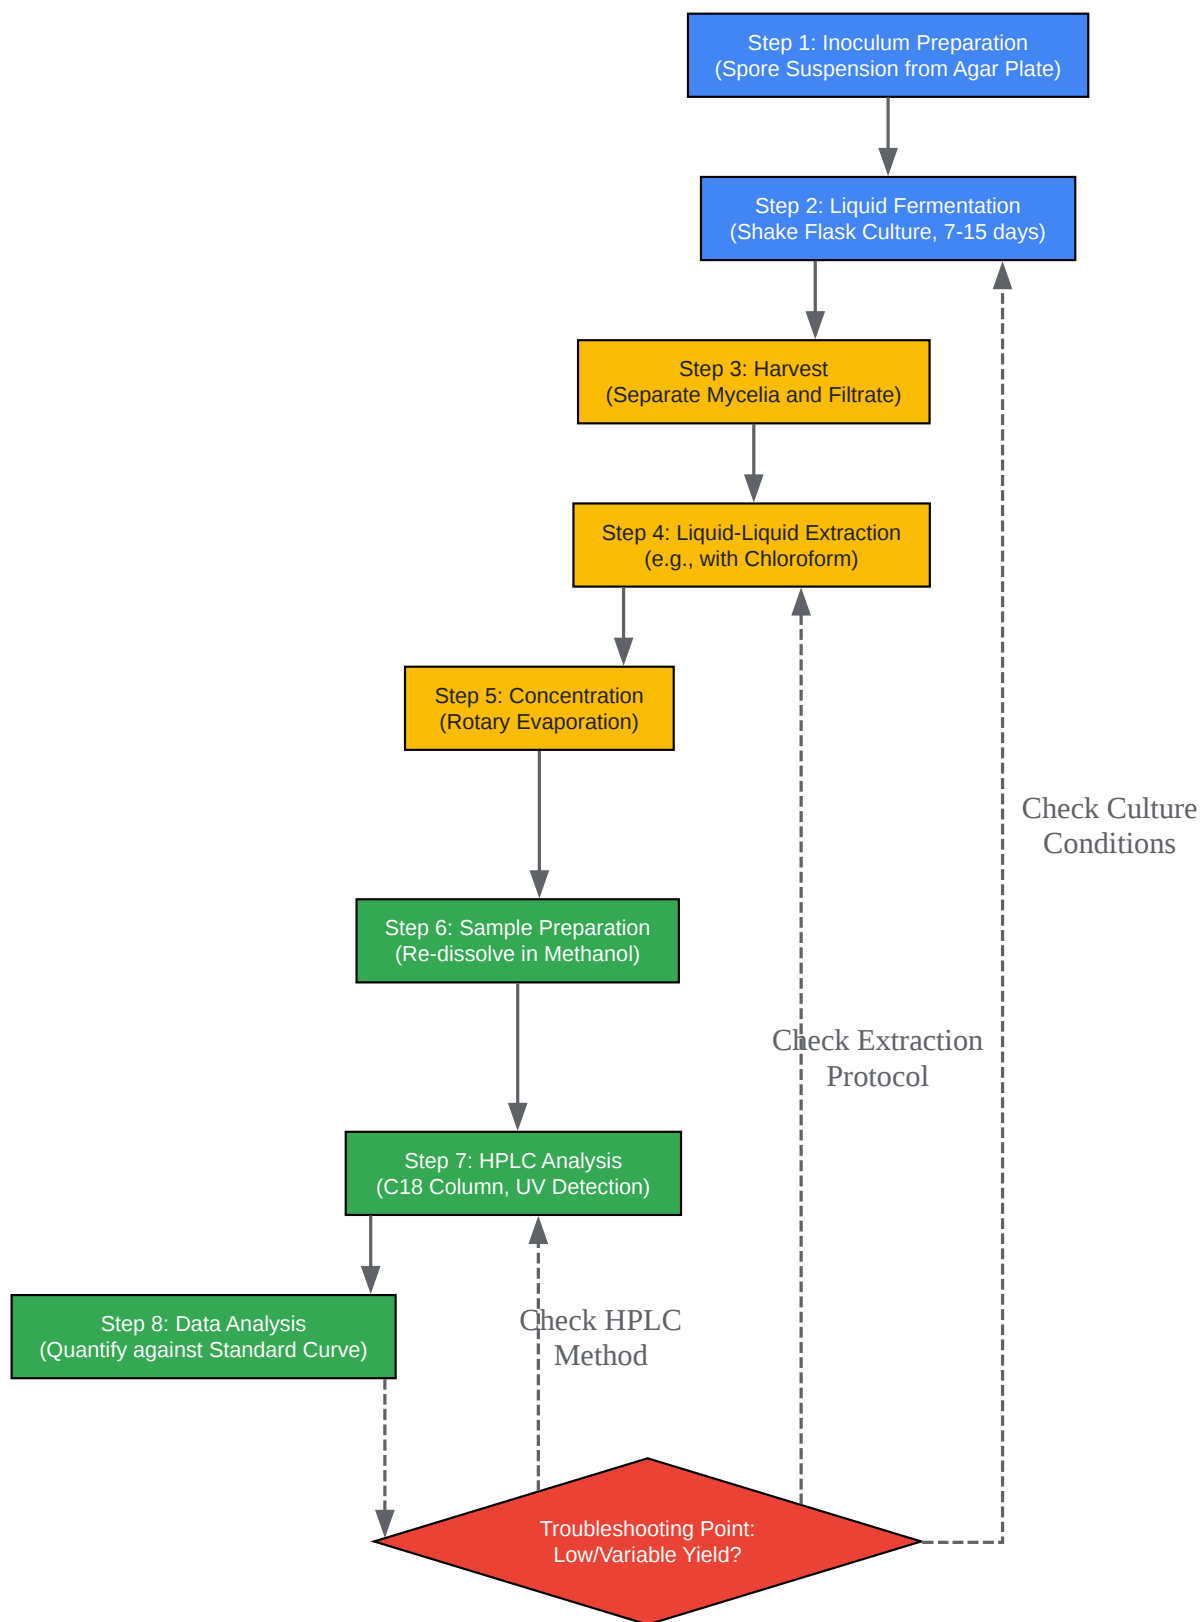 Step 1: Inoculum Preparation
(Spore Suspension from Agar Plate)
Step 2: Liquid Fermentation
(Shake Flask Culture, 7-15 days)
Step 3: Harvest
(Separate Mycelia and Filtrate)
Step 4: Liquid-Liquid Extraction
(e.g., with Chloroform)
Step 5: Concentration
(Rotary Evaporation)
Check Culture
Conditions
Step 6: Sample Preparation
(Re-dissolve in Methanol)
Check Extraction
Protocol
Step 7: HPLC Analysis
(C18 Column, UV Detection)
Step 8: Data Analysis
(Quantify against Standard Curve)
Check HPLC
Method
Troubleshooting Point:
Low/Variable Yield?